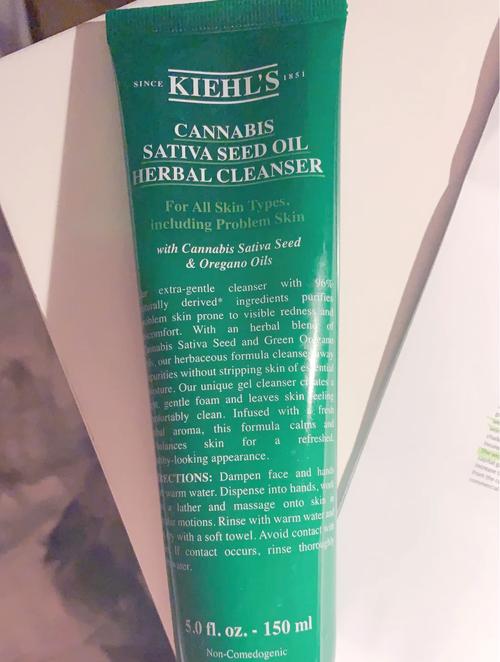 SINCE KIEHL'S 1851
CANNABIS
SATIVA SEED OIL
HERBAL CLEANSER
For All Skin Types,
including Problem Skin
with Cannabis Sativa Seed
& Oregano Oils
extra-gentle cleanser with 96%
derived* ingredients purifies
skin prone to visible redness and
With an herbal blend of
Sativa Seed and Green Oregano
our herbaceous formula cleanses away
without stripping skin of essential
Our unique gel cleanser creates a
gentle foam and leaves skin feeling
clean. Infused with a fresh
aroma, this formula calms and
skin for a refreshed,
appearance.
Dampen face and hands
warm water. Dispense into hands, work
a lather and massage onto skin in
motions. Rinse with warm water and
with a soft towel. Avoid contact with
If contact occurs, rinse thoroughly
water.
5.0 fl. oz. - 150 ml
Non-Comedogenic